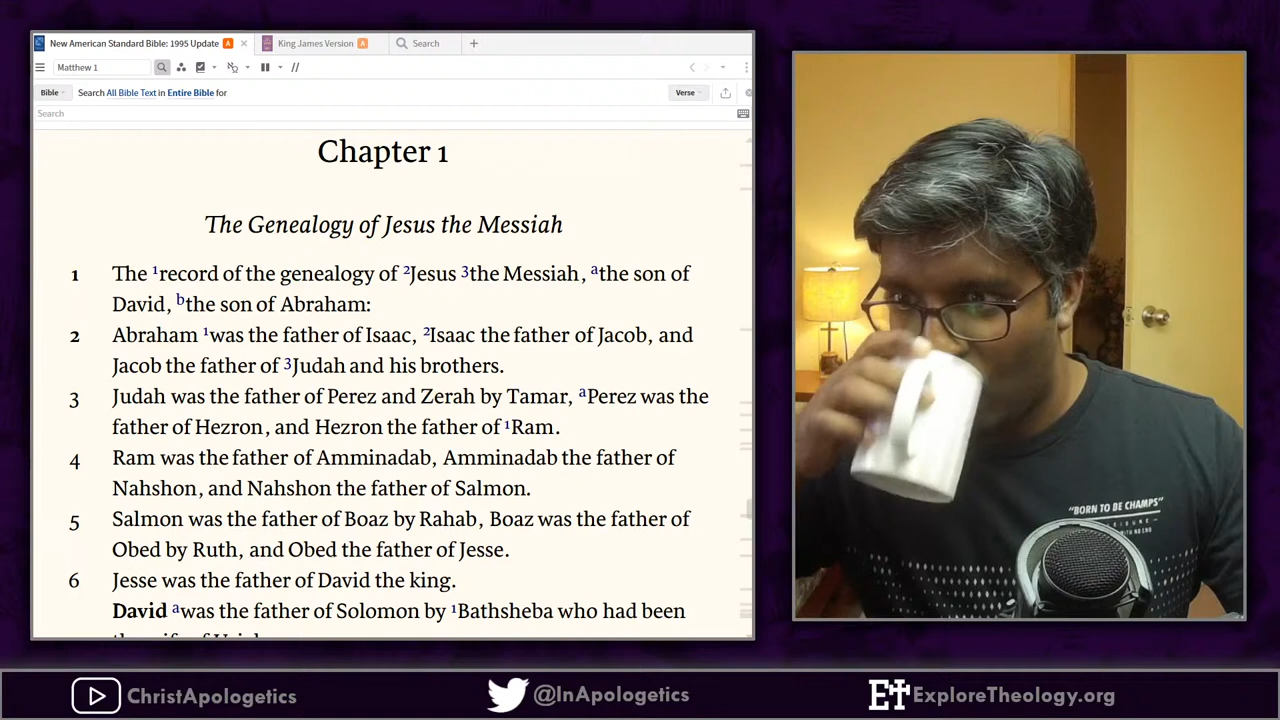 New American Standard Bible: 1995 Update A
King James Version A
Search
Matthew 1
Bible Search All Bible Text in Entire Bible for
Verse
Search
Chapter 1
The Genealogy of Jesus the Messiah
1 The 1record of the genealogy of 2Jesus 3the Messiah, athe son of
David, bthe son of Abraham:
2 Abraham 1was the father of Isaac, 2Isaac the father of Jacob, and
Jacob the father of 3Judah and his brothers.
3 Judah was the father of Perez and Zerah by Tamar, aPerez was the
father of Hezron, and Hezron the father of 1Ram.
4 Ram was the father of Amminadab, Amminadab the father of
Nahshon, and Nahshon the father of Salmon.
5 Salmon was the father of Boaz by Rahab, Boaz was the father of
Obed by Ruth, and Obed the father of Jesse.
6 Jesse was the father of David the king.
David awas the father of Solomon by 1Bathsheba who had been
"BORN TO BE CHAMPS"
ChristApologetics
@InApologetics
ET ExploreTheology.org